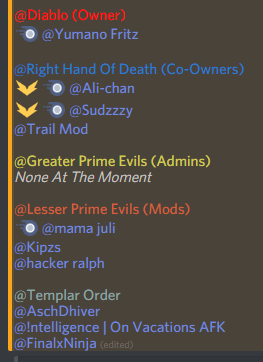 @Diablo (Owner)
@Yumano Fritz
@Right Hand Of Death (Co-Owners)
@Ali-chan
@Sudzzzy
@Trail Mod
@Greater Prime Evils (Admins)
None At The Moment
@Lesser Prime Evils (Mods)
@mama juli
@Kipzs
@hacker ralph
@Templar Order
@AschDhiver
@!ntelligence | On Vacations AFK
@FinalxNinja (edited)